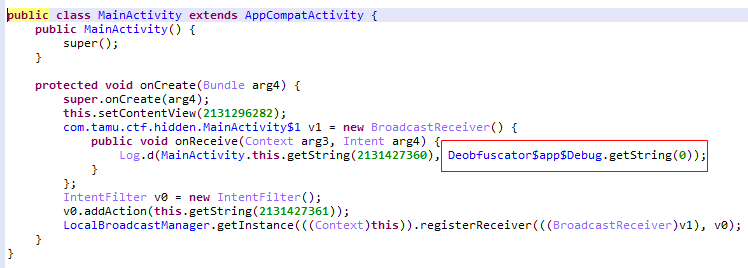 public class MainActivity extends AppCompatActivity {
    public MainActivity() {
        super();
    }
    protected void onCreate(Bundle arg4) {
        super.onCreate(arg4);
        this.setContentView(2131296282);
        com.tamu.ctf.hidden.MainActivity$1 v1 = new BroadcastReceiver() {
            public void onReceive(Context arg3, Intent arg4) {
                Log.d(MainActivity.this.getString(2131427360), Deobfuscator$app$Debug.getString(0));
            }
        };
        IntentFilter v0 = new IntentFilter();
        v0.addAction(this.getString(2131427361));
        LocalBroadcastManager.getInstance(((Context)this)).registerReceiver(((BroadcastReceiver)v1), v0);
    }
}